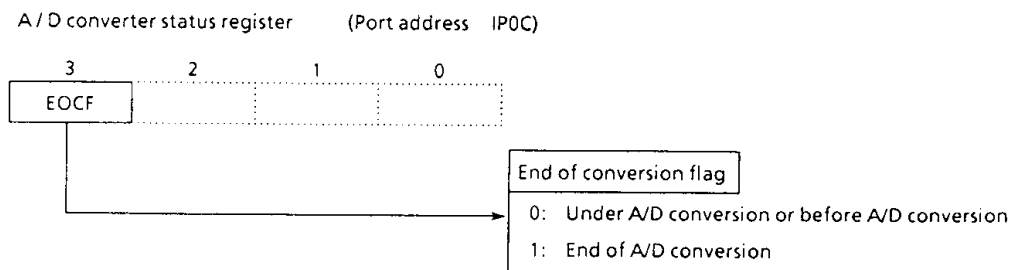 A / D converter status register (Port address IP0C)
3 2 1 0
EOCF
End of conversion flag
0: Under A/D conversion or before A/D conversion
1: End of A/D conversion